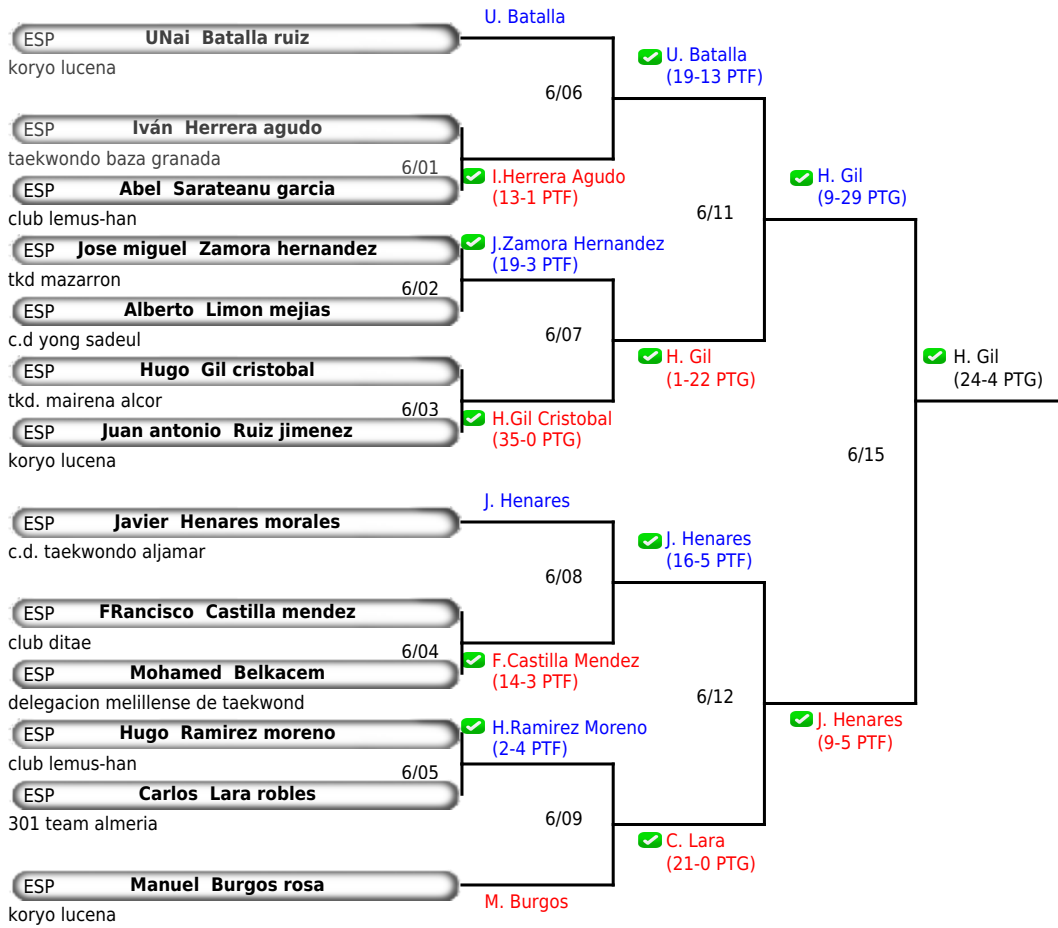 U. Batalla
ESP UNai Batalla ruiz
koryo lucena
U. Batalla
(19-13 PTF)
6/06
ESP Iván Herrera agudo
taekwondo baza granada
6/01
I.Herrera Agudo
(13-1 PTF)
ESP Abel Sarateanu garcia
club lemus-han
H. Gil
(9-29 PTG)
6/11
ESP Jose miguel Zamora hernandez
tkd mazarron
J.Zamora Hernandez
(19-3 PTF)
6/02
ESP Alberto Limon mejias
c.d yong sadeul
6/07
ESP Hugo Gil cristobal
tkd. mairena alcor
H. Gil
(1-22 PTG)
H. Gil
(24-4 PTG)
6/03
H.Gil Cristobal
(35-0 PTG)
ESP Juan antonio Ruiz jimenez
koryo lucena
6/15
J. Henares
ESP Javier Henares morales
c.d. taekwondo aljamar
J. Henares
(16-5 PTF)
6/08
ESP FRancisco Castilla mendez
club ditae
6/04
F.Castilla Mendez
(14-3 PTF)
ESP Mohamed Belkacem
delegacion melillense de taekwond
6/12
J. Henares
(9-5 PTF)
ESP Hugo Ramirez moreno
club lemus-han
H.Ramirez Moreno
(2-4 PTF)
6/05
ESP Carlos Lara robles
301 team almeria
6/09
C. Lara
(21-0 PTG)
ESP Manuel Burgos rosa
koryo lucena
M. Burgos